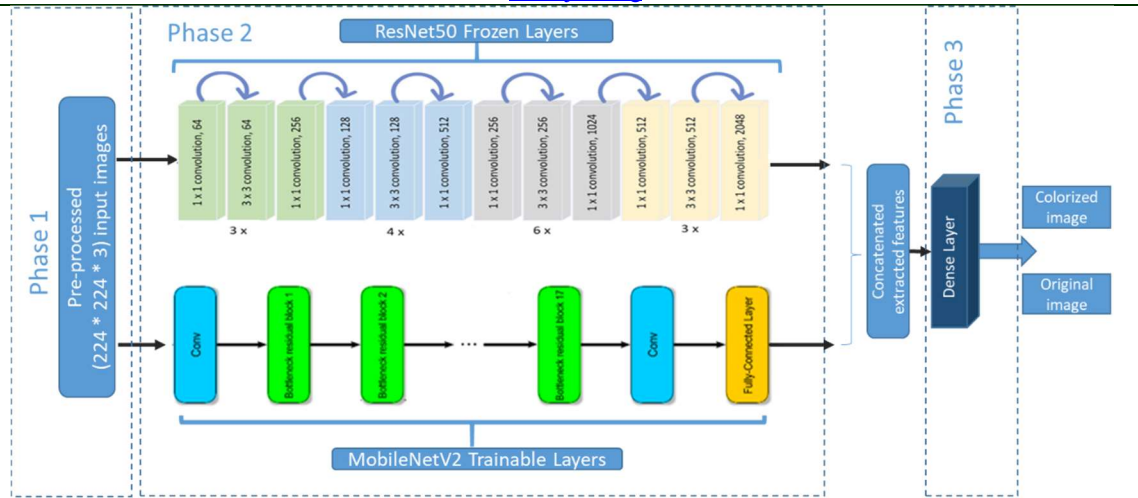 Phase 1
Pre-processed
(224 * 224 * 3) input images
Phase 2
ResNet50 Frozen Layers
1 x 1 convolution, 64
3 x 3 convolution, 64
1 x 1 convolution, 256
1 x 1 convolution, 128
3 x 3 convolution, 128
1 x 1 convolution, 512
1 x 1 convolution, 256
3 x 3 convolution, 256
1 x 1 convolution, 1024
1 x 1 convolution, 512
3 x 3 convolution, 512
1 x 1 convolution, 2048
3 x
4 x
6 x
3 x
Conv
Bottleneck residual block 1
Bottleneck residual block 2
...
Bottleneck residual block 17
Conv
Fully-Connected Layer
MobileNetV2 Trainable Layers
Concatenated
extracted features
Phase 3
Dense Layer
Colorized
image
Original
image